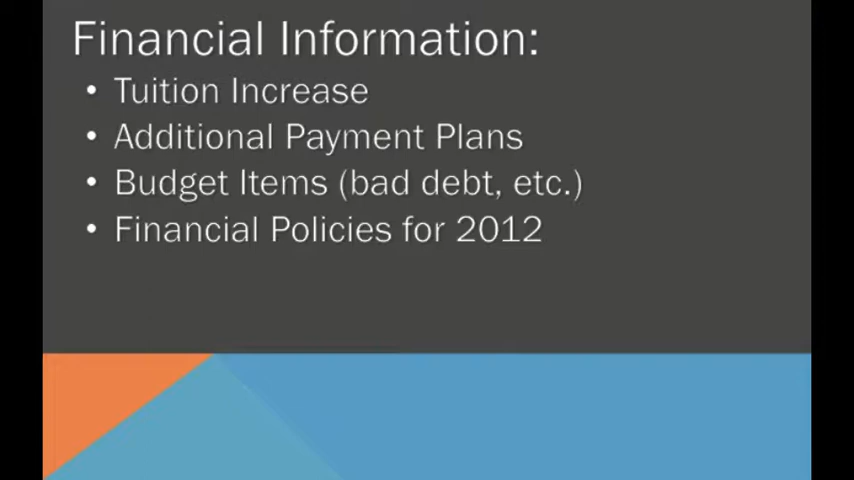 Financial Information:
• Tuition Increase
• Additional Payment Plans
• Budget Items (bad debt, etc.)
• Financial Policies for 2012